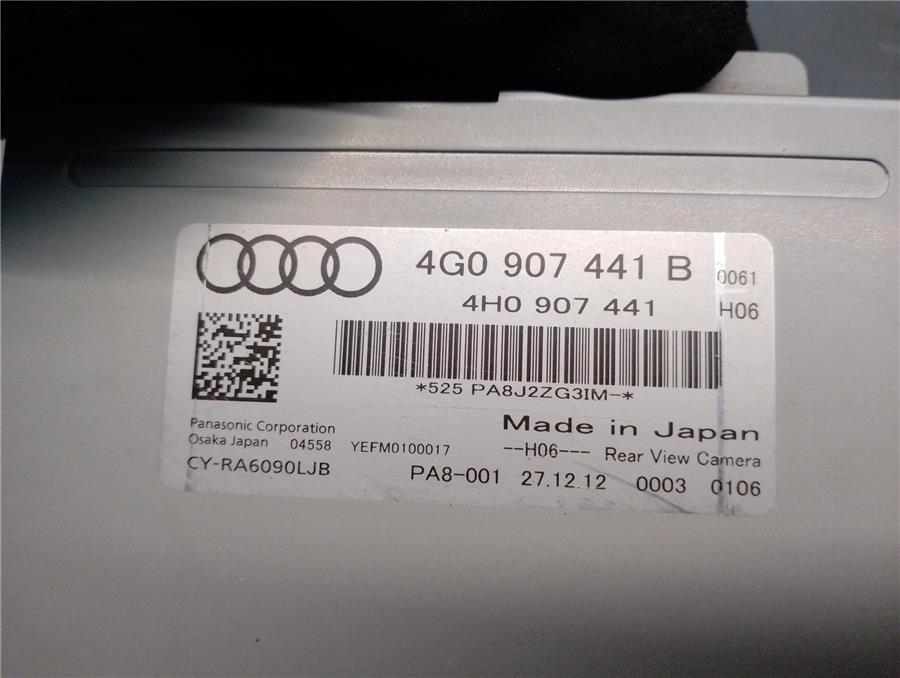 4G0 907 441 B 0061
4H0 907 441 H06
*525 PA8J2ZG3IM-*
Panasonic Corporation
Made in Japan
Osaka Japan 04558 YEFM0100017 --H06--- Rear View Camera
CY-RA6090LJB PA8-001 27.12.12 0003 0106